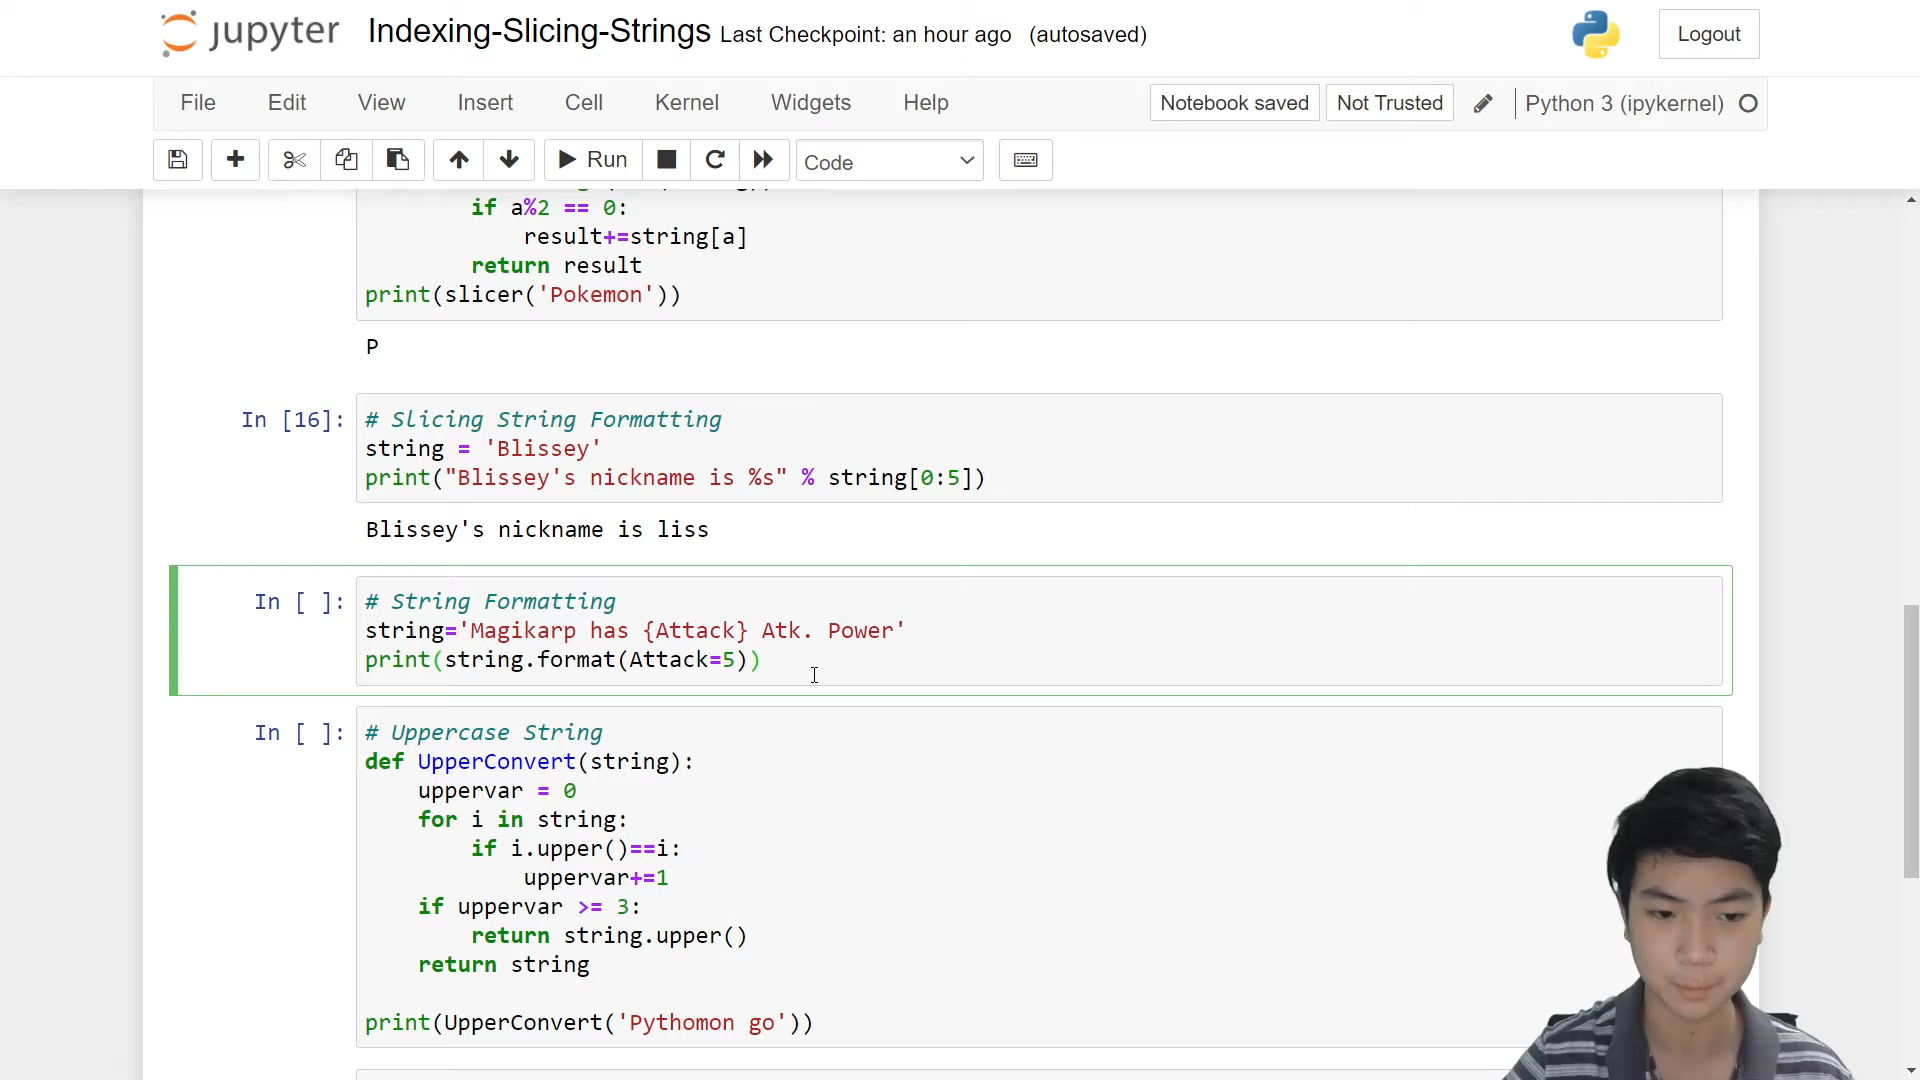 jupyter Indexing-Slicing-Strings Last Checkpoint: an hour ago (autosaved) Logout
File Edit View Insert Cell Kernel Widgets Help Notebook saved Not Trusted Python 3 (ipykernel)
Run Code
if a%2 == 0:
result+=string[a]
return result
print(slicer('Pokemon'))
P
In [16]: # Slicing String Formatting
string = 'Blissey'
print("Blissey's nickname is %s" % string[0:5])
Blissey's nickname is liss
In [ ]: # String Formatting
string='Magikarp has {Attack} Atk. Power'
print(string.format(Attack=5))
In [ ]: # Uppercase String
def UpperConvert(string):
uppervar = 0
for i in string:
if i.upper()==i:
uppervar+=1
if uppervar >= 3:
return string.upper()
return string
print(UpperConvert('Pythomon go'))